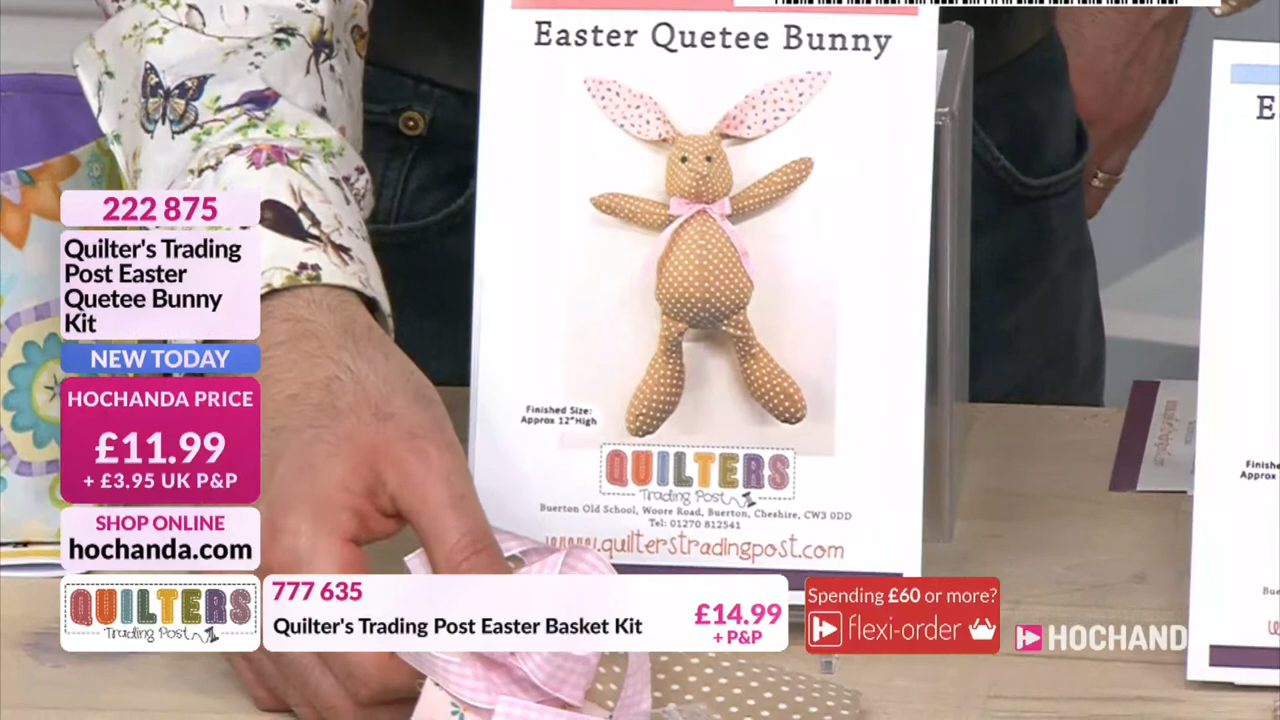 Easter Quetee Bunny
E
222 875
Quilter's Trading
Post Easter
Quetee Bunny
Kit
NEW TODAY
HOCHANDA PRICE
£11.99
+ £3.95 UK P&P
SHOP ONLINE
hochanda.com
Finished Size:
Approx 12"High
QUILTERS
Trading Post
Buerton Old School, Woore Road, Buerton, Cheshire, CW3 0DD
Tel: 01270 812541
www.quilterstradingpost.com
Finishe
Approx
Bue
QUILTERS
Trading Post
777 635
Quilter's Trading Post Easter Basket Kit
£14.99
+ P&P
Spending £60 or more?
flexi-order
HOCHAND